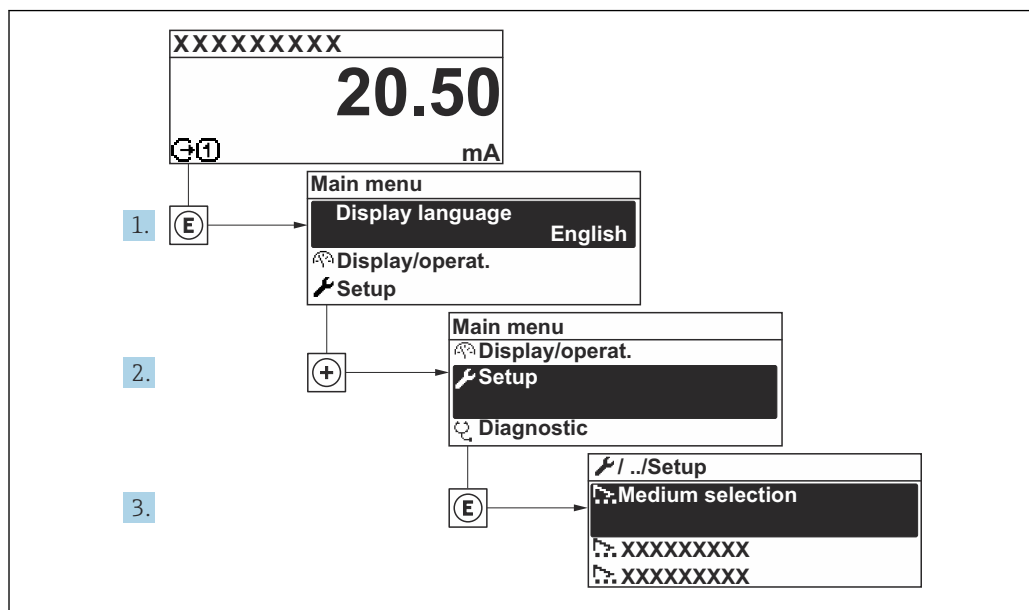 XXXXXXXXX
20.50
1 mA
1. E
Main menu
Display language
English
Display/operat.
Setup
2. +
Main menu
Display/operat.
Setup
Diagnostic
3. E
/ ../Setup
Medium selection
XXXXXXXXX
XXXXXXXXX